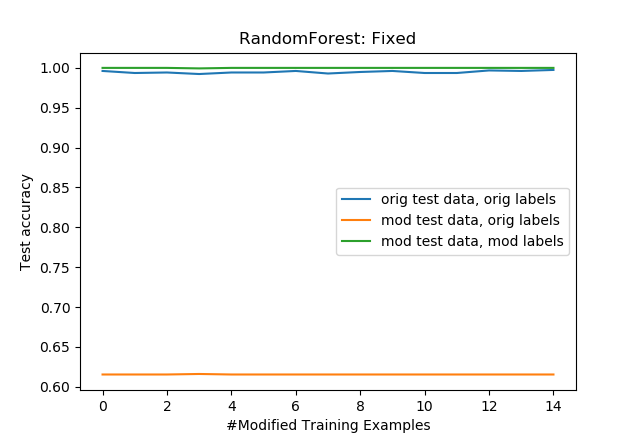 RandomForest: Fixed
1.00
0.95
0.90
0.85
0.80
0.75
0.70
0.65
0.60
Test accuracy
orig test data, orig labels
mod test data, orig labels
mod test data, mod labels
0 2 4 6 8 10 12 14
#Modified Training Examples